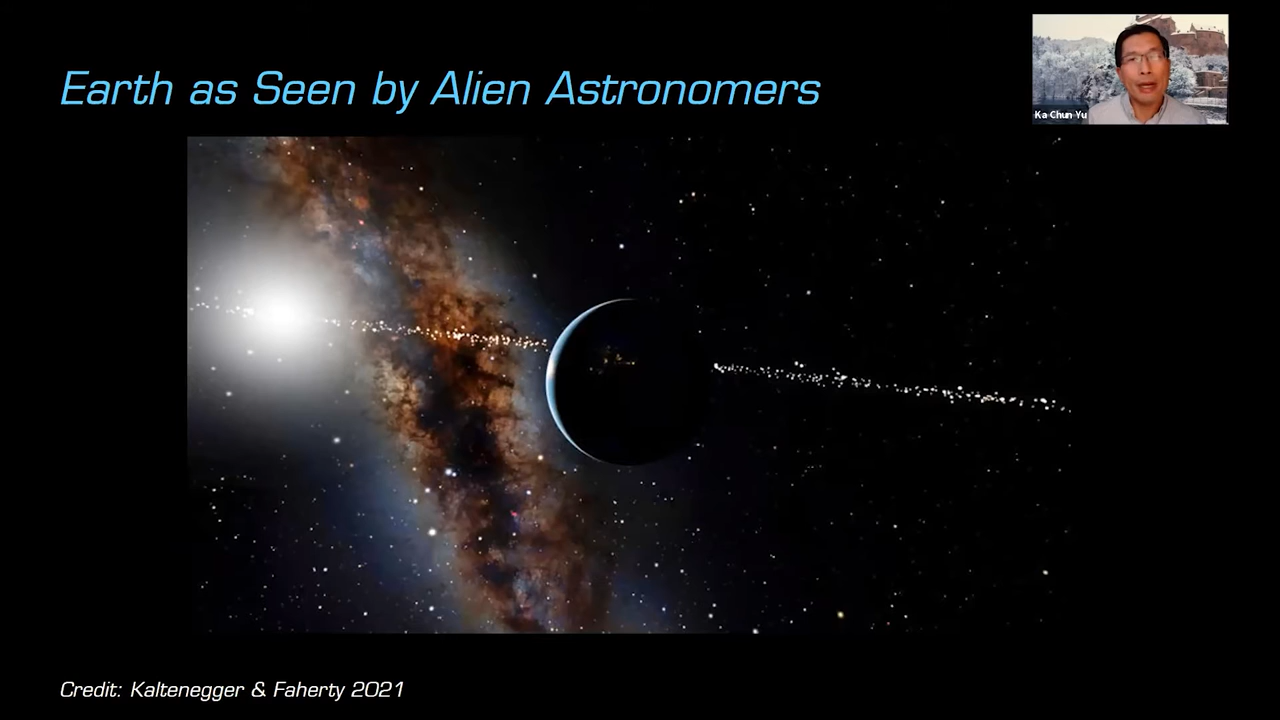 Earth as Seen by Alien Astronomers
Ka Chun Yu
Credit: Kaltenegger & Faherty 2021